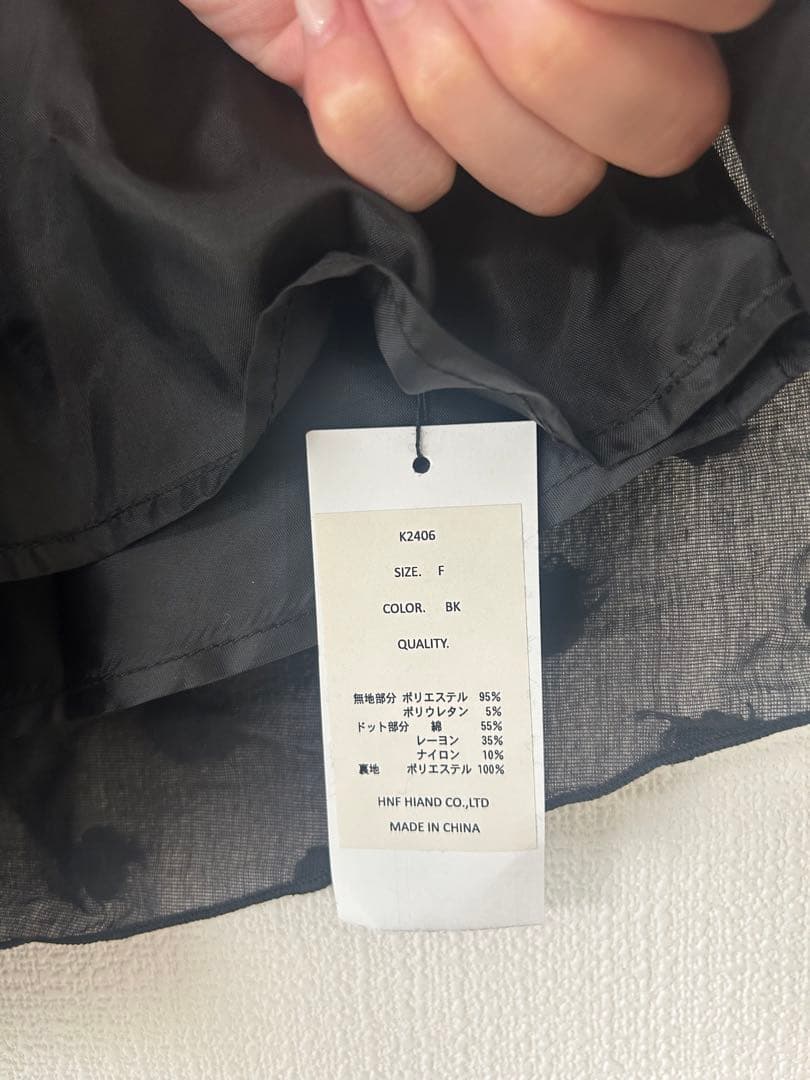 K2406
SIZE. F
COLOR. BK
QUALITY.
無地部分 ポリエステル 95%
ポリウレタン 5%
ドット部分 綿 55%
レーヨン 35%
ナイロン 10%
裏地 ポリエステル 100%
HNF HIAND CO.,LTD
MADE IN CHINA